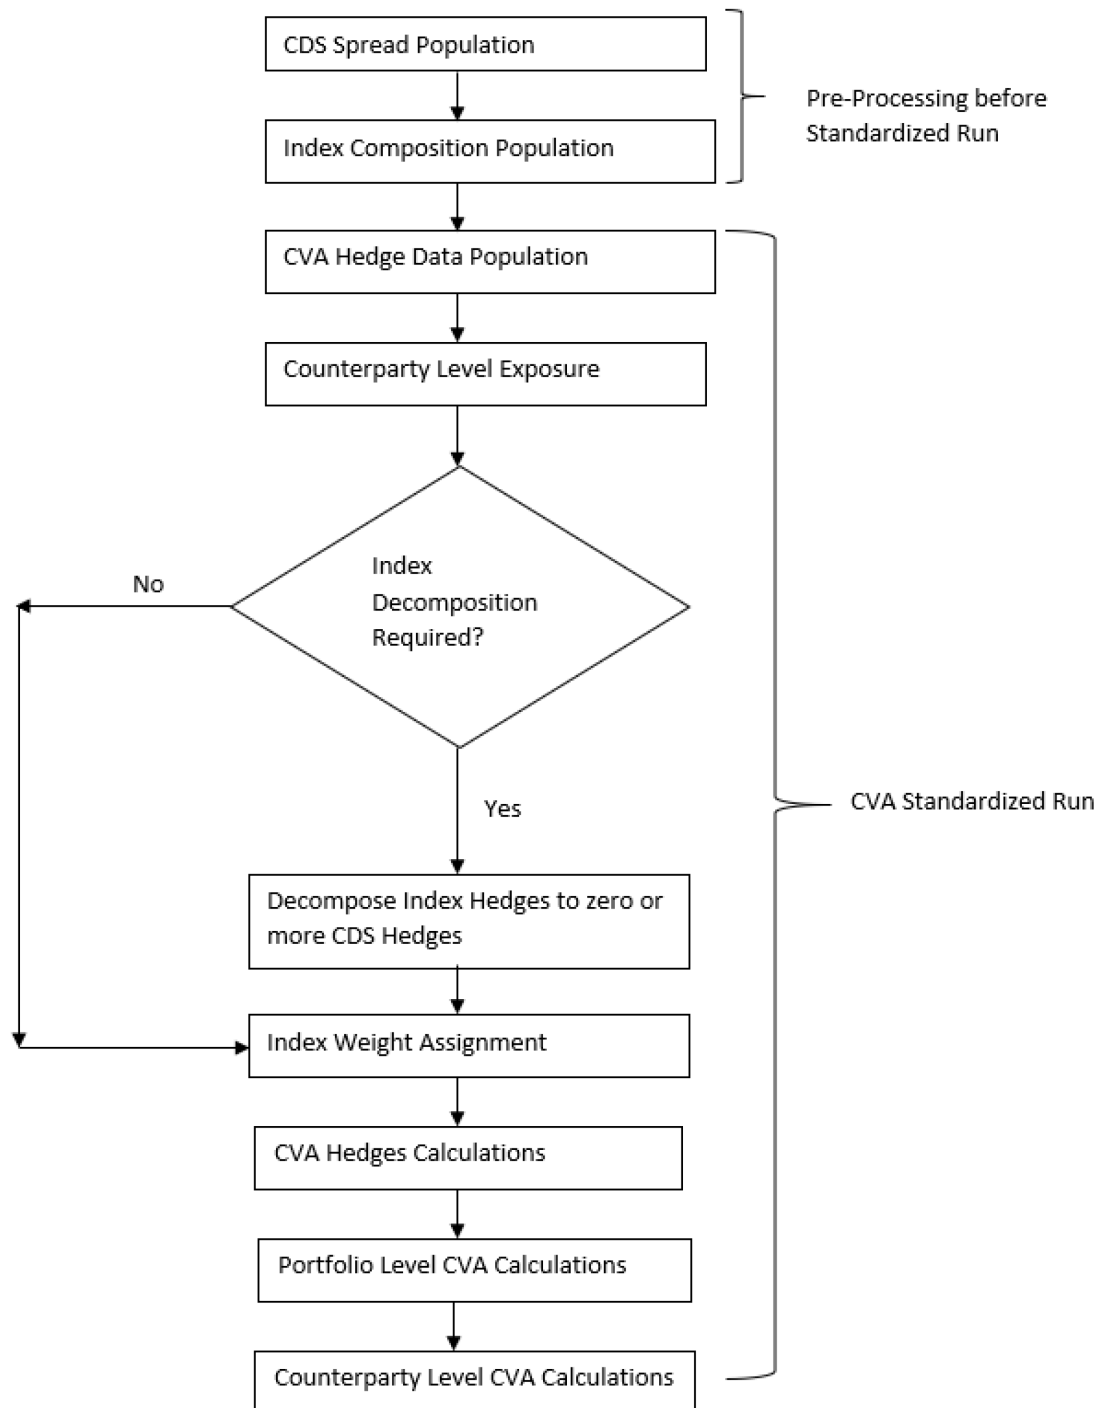 CDS Spread Population
Pre-Processing before
Standardized Run
Index Composition Population
CVA Hedge Data Population
Counterparty Level Exposure
Index
Decomposition
Required?
No
Yes
CVA Standardized Run
Decompose Index Hedges to zero or
more CDS Hedges
Index Weight Assignment
CVA Hedges Calculations
Portfolio Level CVA Calculations
Counterparty Level CVA Calculations